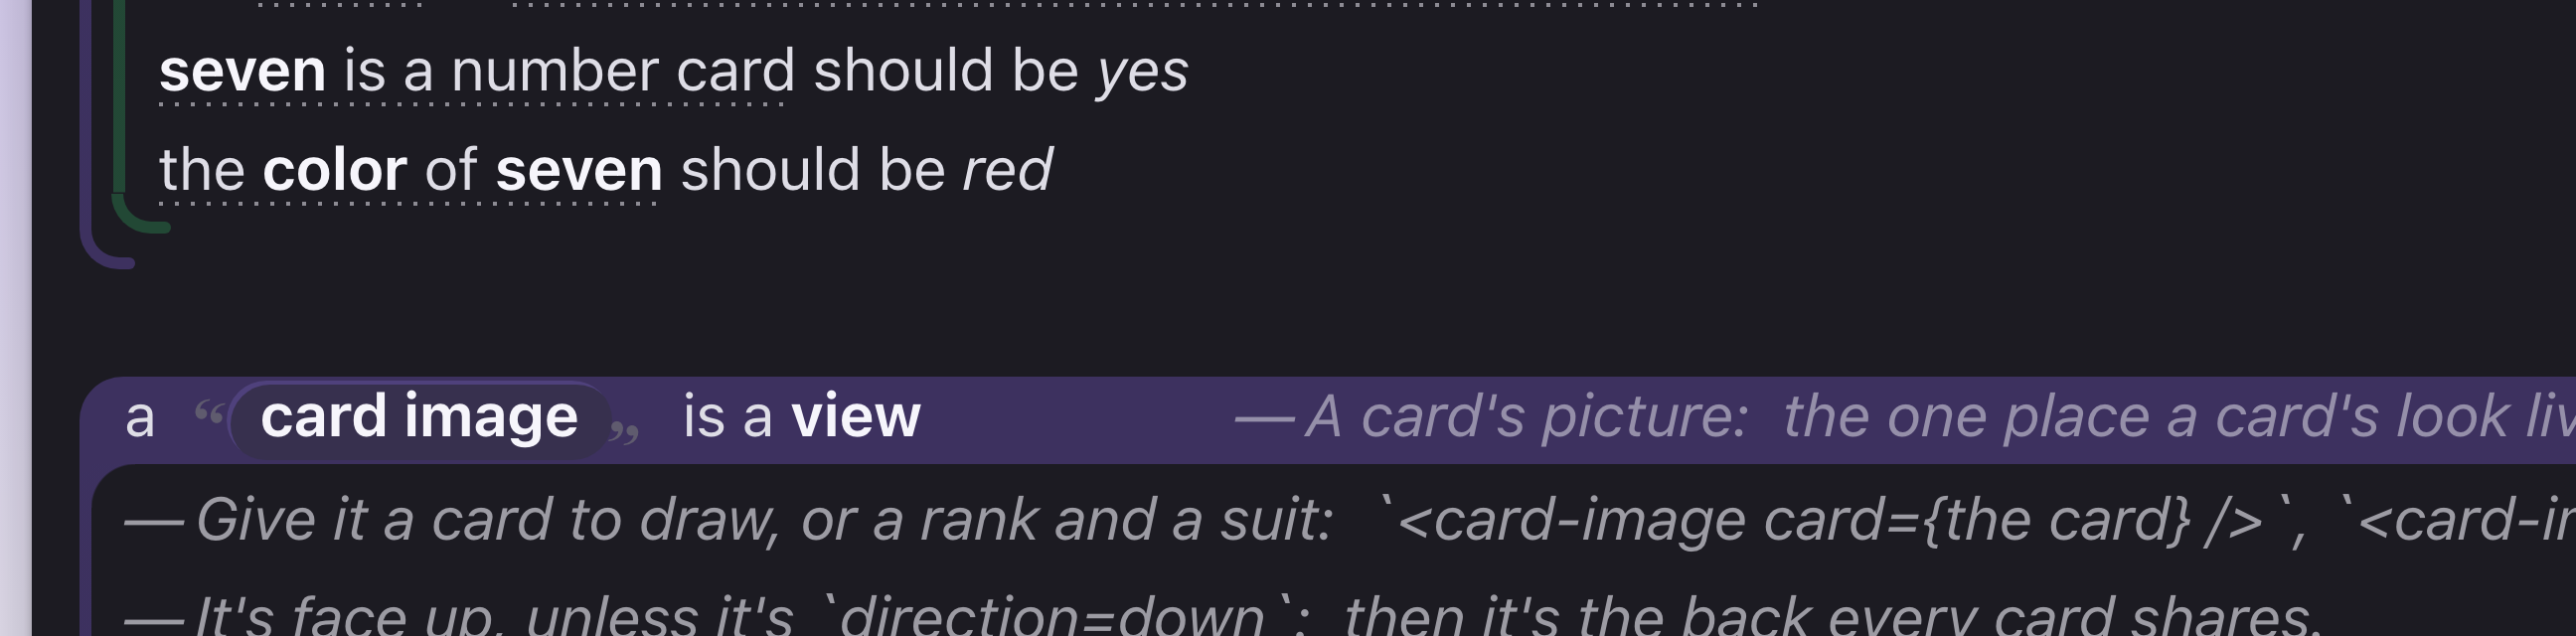 seven is a number card should be yes
the color of seven should be red
a “card image” is a view — A card's picture: the one place a card's look liv
— Give it a card to draw, or a rank and a suit: `<card-image card={the card} />`, `<card-in
— It's face up, unless it's `direction=down`: then it's the back every card shares.